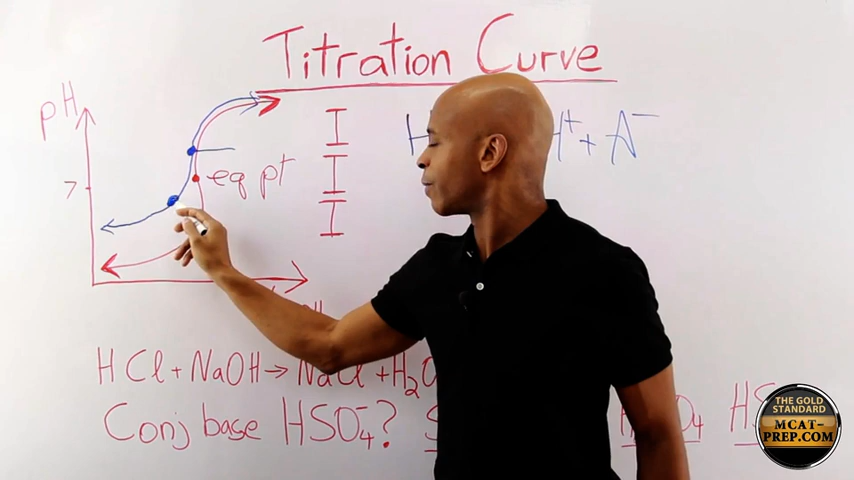 Titration Curve
pH
I
H + A⁻
7
eq pt
I
I
HCl + NaOH → NaCl + H₂O
Conj base HSO₄⁻?
THE GOLD
STANDARD
MCAT-
PREP.COM